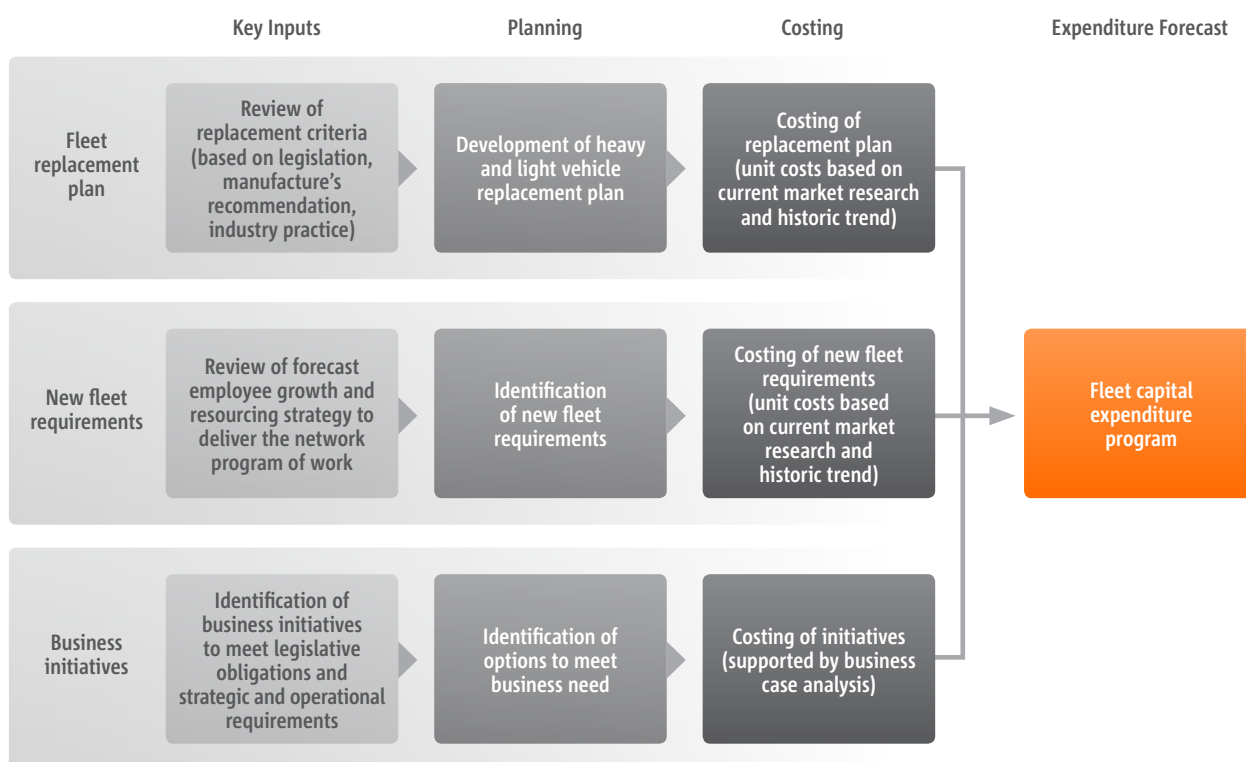 Key Inputs
Planning
Costing
Expenditure Forecast
Fleet
replacement
plan
Review of
replacement criteria
(based on legislation,
manufacture’s
recommendation,
industry practice)
Development of heavy
and light vehicle
replacement plan
Costing of
replacement plan
(unit costs based on
current market research
and historic trend)
New fleet
requirements
Review of forecast
employee growth and
resourcing strategy to
deliver the network
program of work
Identification
of new fleet
requirements
Costing of new fleet
requirements
(unit costs based
on current market
research and
historic trend)
Fleet capital
expenditure
program
Business
initiatives
Identification of
business initiatives
to meet legislative
obligations and
strategic and operational
requirements
Identification of
options to meet
business need
Costing of initiatives
(supported by business
case analysis)